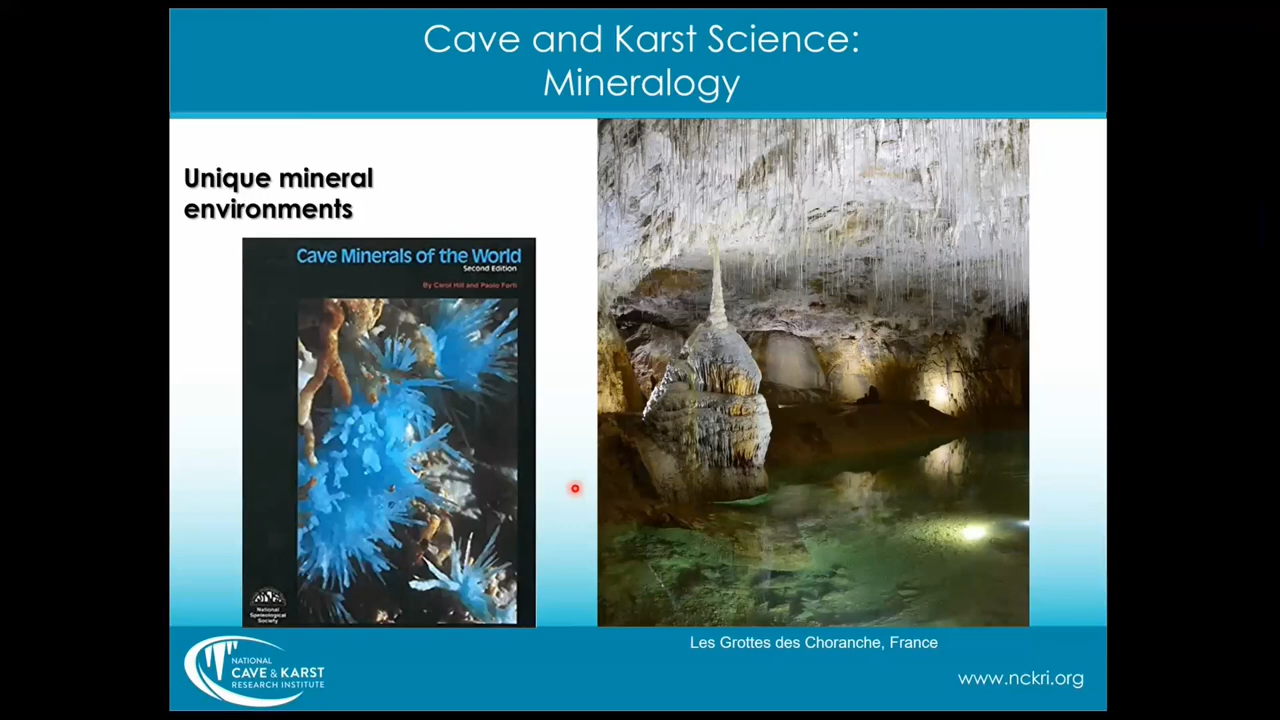 Cave and Karst Science:
Mineralogy
Unique mineral
environments
Cave Minerals of the World
Second Edition
By Carol Hill and Paolo Forti
National
Speleological
Society
Les Grottes des Choranche, France
NATIONAL
CAVE & KARST
RESEARCH INSTITUTE
www.nckri.org